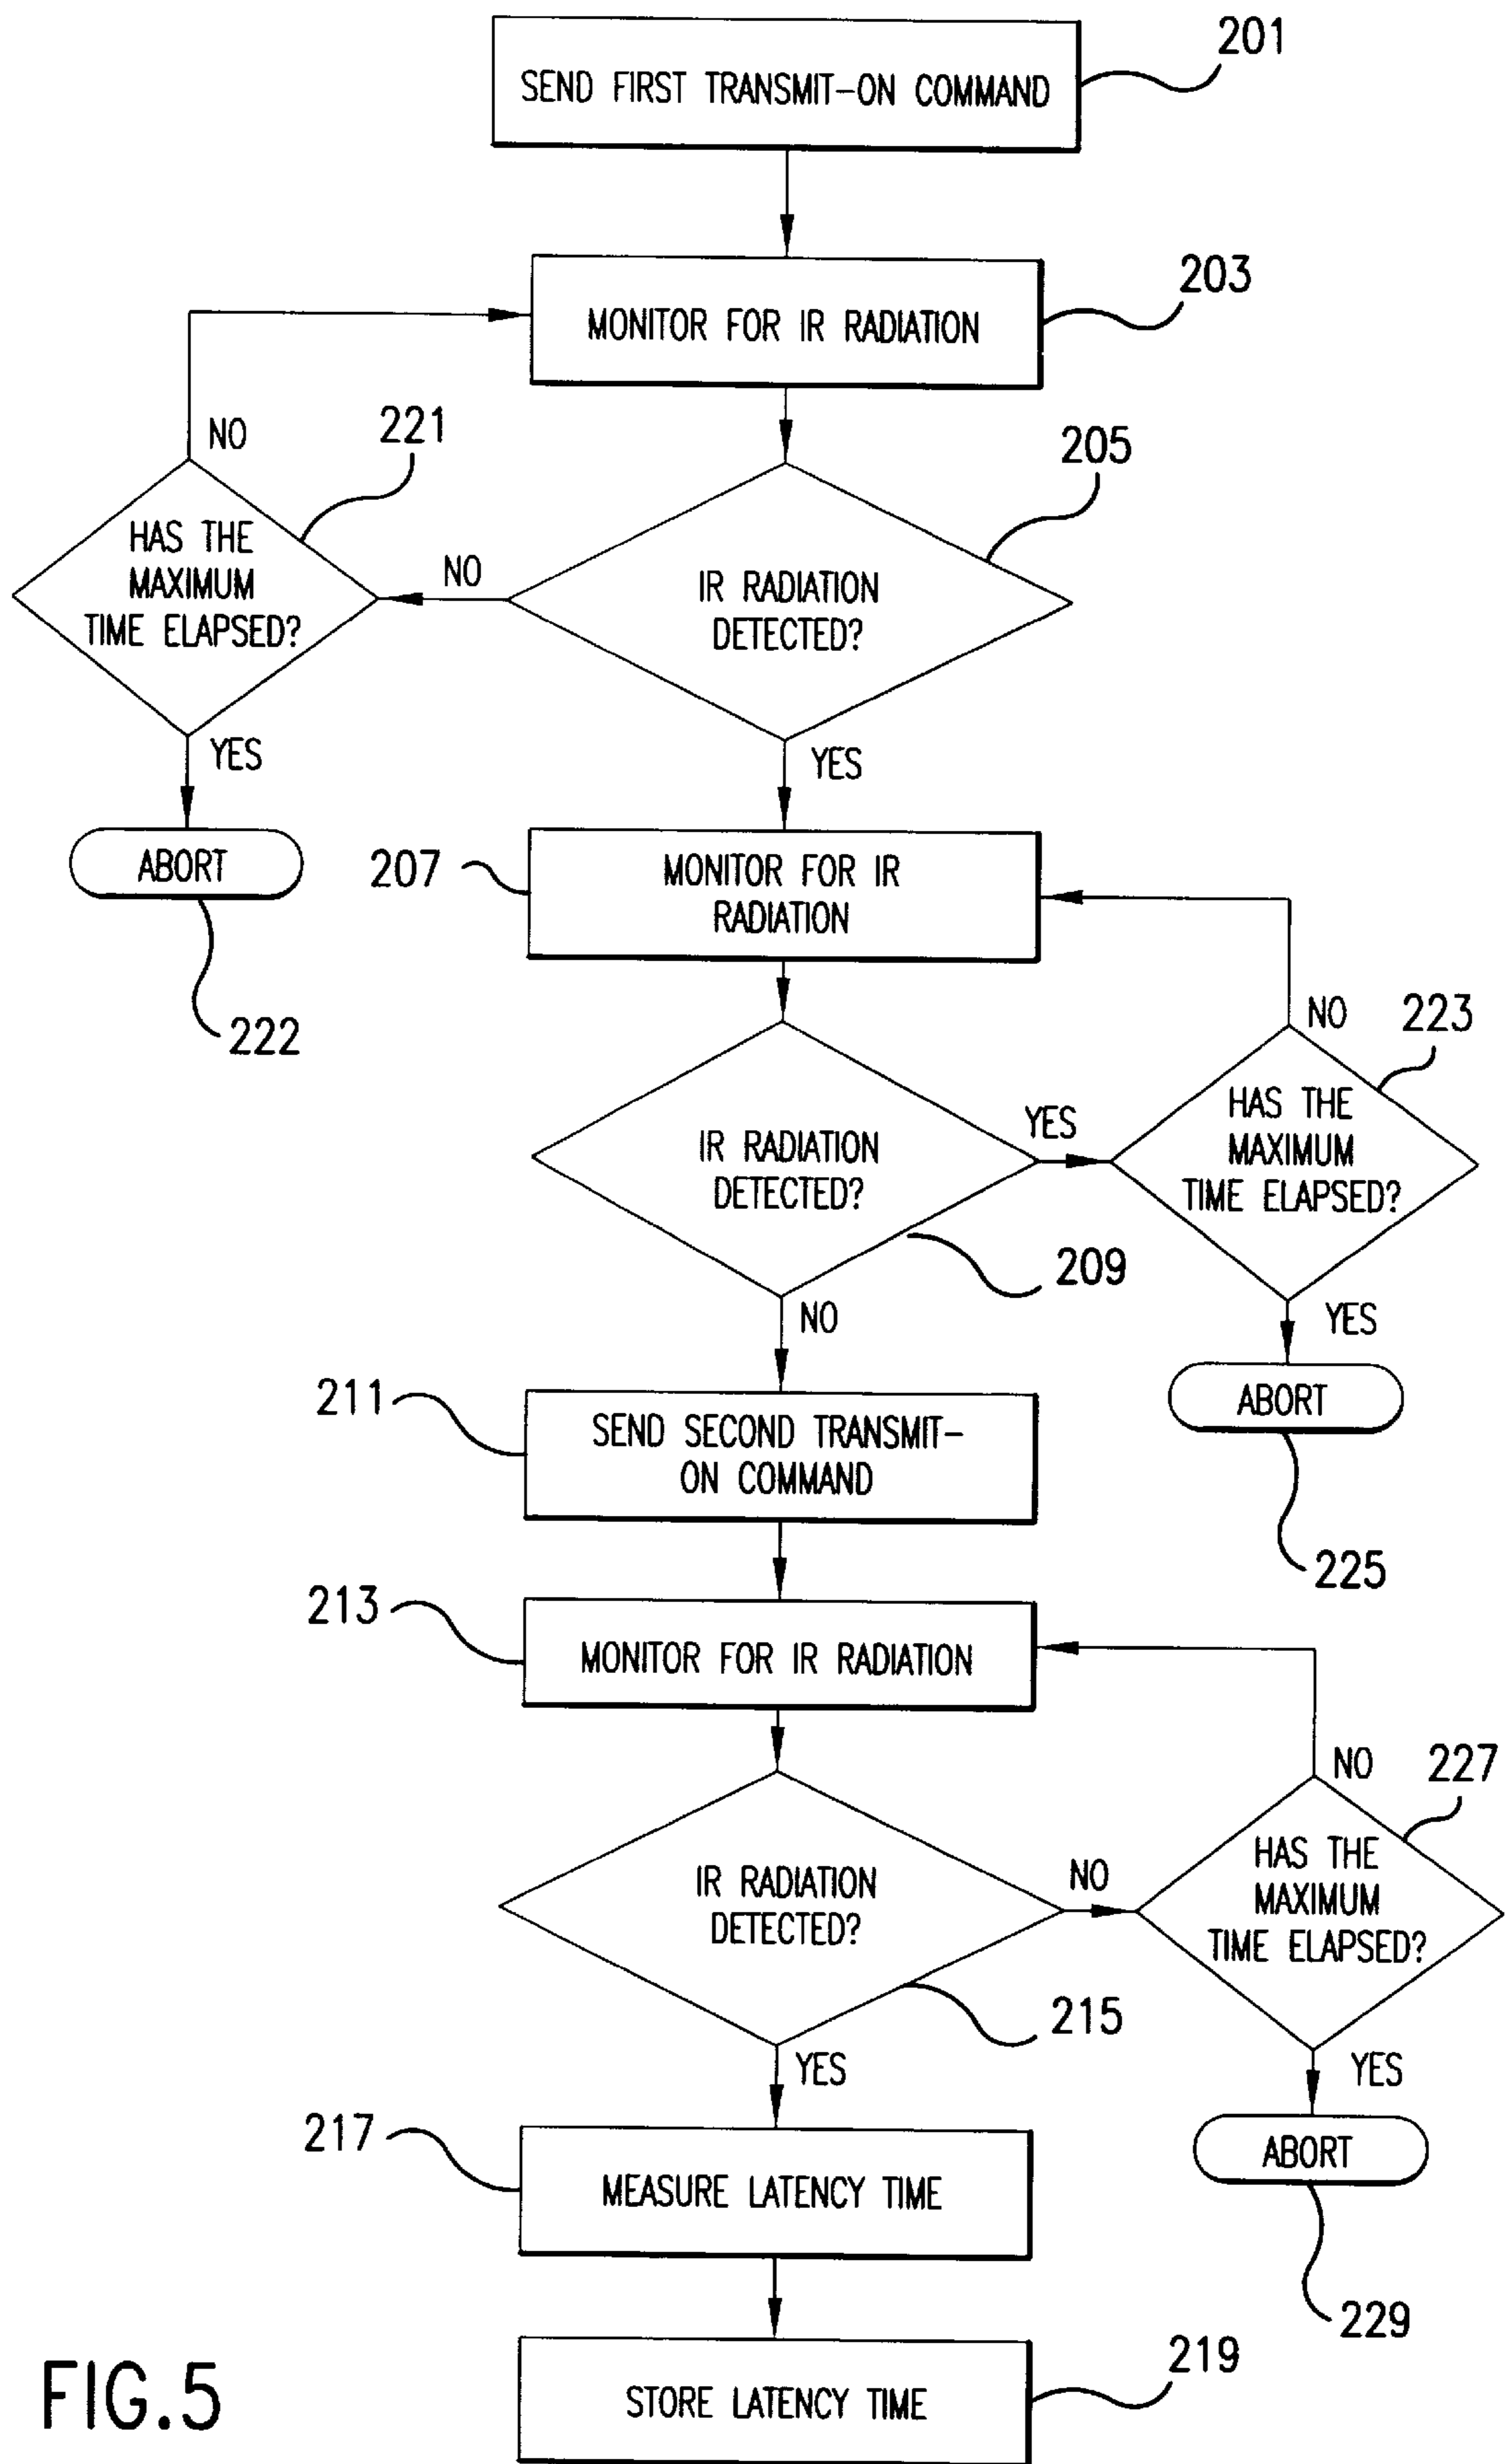 201
SEND FIRST TRANSMIT-ON COMMAND
203
MONITOR FOR IR RADIATION
NO
221
205
HAS THE
MAXIMUM
TIME ELAPSED?
NO
IR RADIATION
DETECTED?
YES
YES
ABORT
207
MONITOR FOR IR
RADIATION
222
NO
223
IR RADIATION
DETECTED?
YES
HAS THE
MAXIMUM
TIME ELAPSED?
209
NO
YES
211
SEND SECOND TRANSMIT-
ON COMMAND
ABORT
225
213
MONITOR FOR IR RADIATION
NO
227
IR RADIATION
DETECTED?
NO
HAS THE
MAXIMUM
TIME ELAPSED?
215
YES
YES
217
MEASURE LATENCY TIME
ABORT
229
219
STORE LATENCY TIME
FIG.5